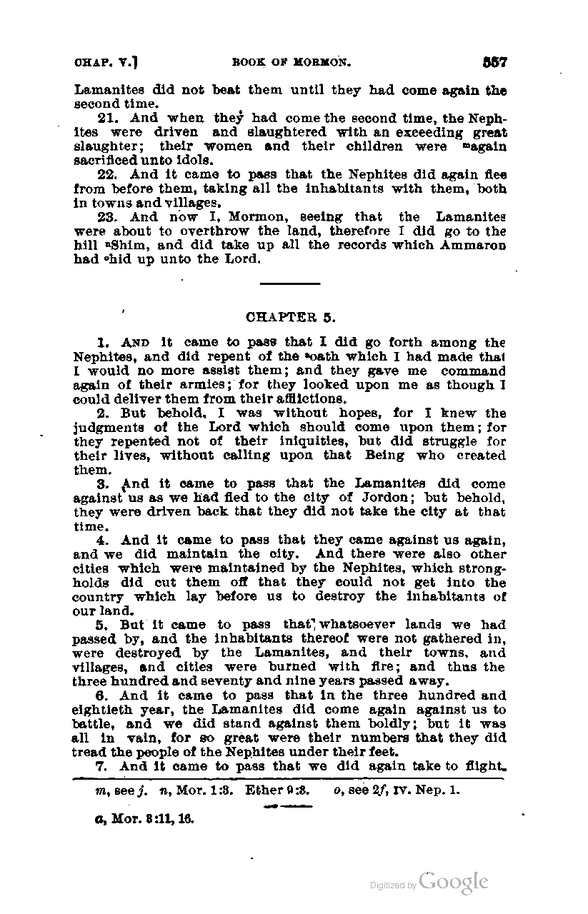 CHAP. V.] BOOK OF MORMON. 557
Lamanites did not beat them until they had come again the
second time.
21. And when they had come the second time, the Neph-
ites were driven and slaughtered with an exceeding great
slaughter; their women and their children were ᵐagain
sacrificed unto idols.
22. And it came to pass that the Nephites did again flee
from before them, taking all the inhabitants with them, both
in towns and villages.
23. And now I, Mormon, seeing that the Lamanites
were about to overthrow the land, therefore I did go to the
hill ⁿShim, and did take up all the records which Ammaron
had ᵒhid up unto the Lord.
CHAPTER 5.
1. AND it came to pass that I did go forth among the
Nephites, and did repent of the ᵃoath which I had made that
I would no more assist them; and they gave me command
again of their armies; for they looked upon me as though I
could deliver them from their afflictions.
2. But behold, I was without hopes, for I knew the
judgments of the Lord which should come upon them; for
they repented not of their iniquities, but did struggle for
their lives, without calling upon that Being who created
them.
3. And it came to pass that the Lamanites did come
against us as we had fled to the city of Jordon; but behold,
they were driven back that they did not take the city at that
time.
4. And it came to pass that they came against us again,
and we did maintain the city. And there were also other
cities which were maintained by the Nephites, which strong-
holds did cut them off that they could not get into the
country which lay before us to destroy the inhabitants of
our land.
5. But it came to pass that whatsoever lands we had
passed by, and the inhabitants thereof were not gathered in,
were destroyed by the Lamanites, and their towns, and
villages, and cities were burned with fire; and thus the
three hundred and seventy and nine years passed away.
6. And it came to pass that in the three hundred and
eightieth year, the Lamanites did come again against us to
battle, and we did stand against them boldly; but it was
all in vain, for so great were their numbers that they did
tread the people of the Nephites under their feet.
7. And it came to pass that we did again take to flight,
m, see j. n, Mor. 1:3. Ether 9:3. o, see 2f, IV. Nep. 1.
a, Mor. 3:11, 16.
Digitized by Google